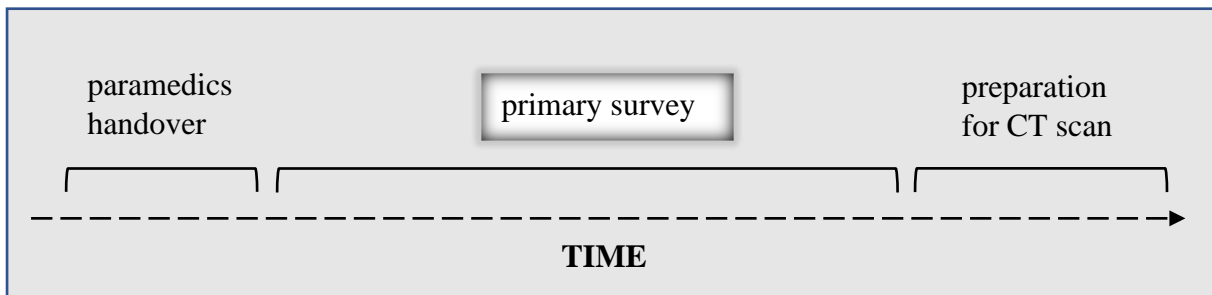 paramedics
handover
primary survey
preparation
for CT scan
TIME